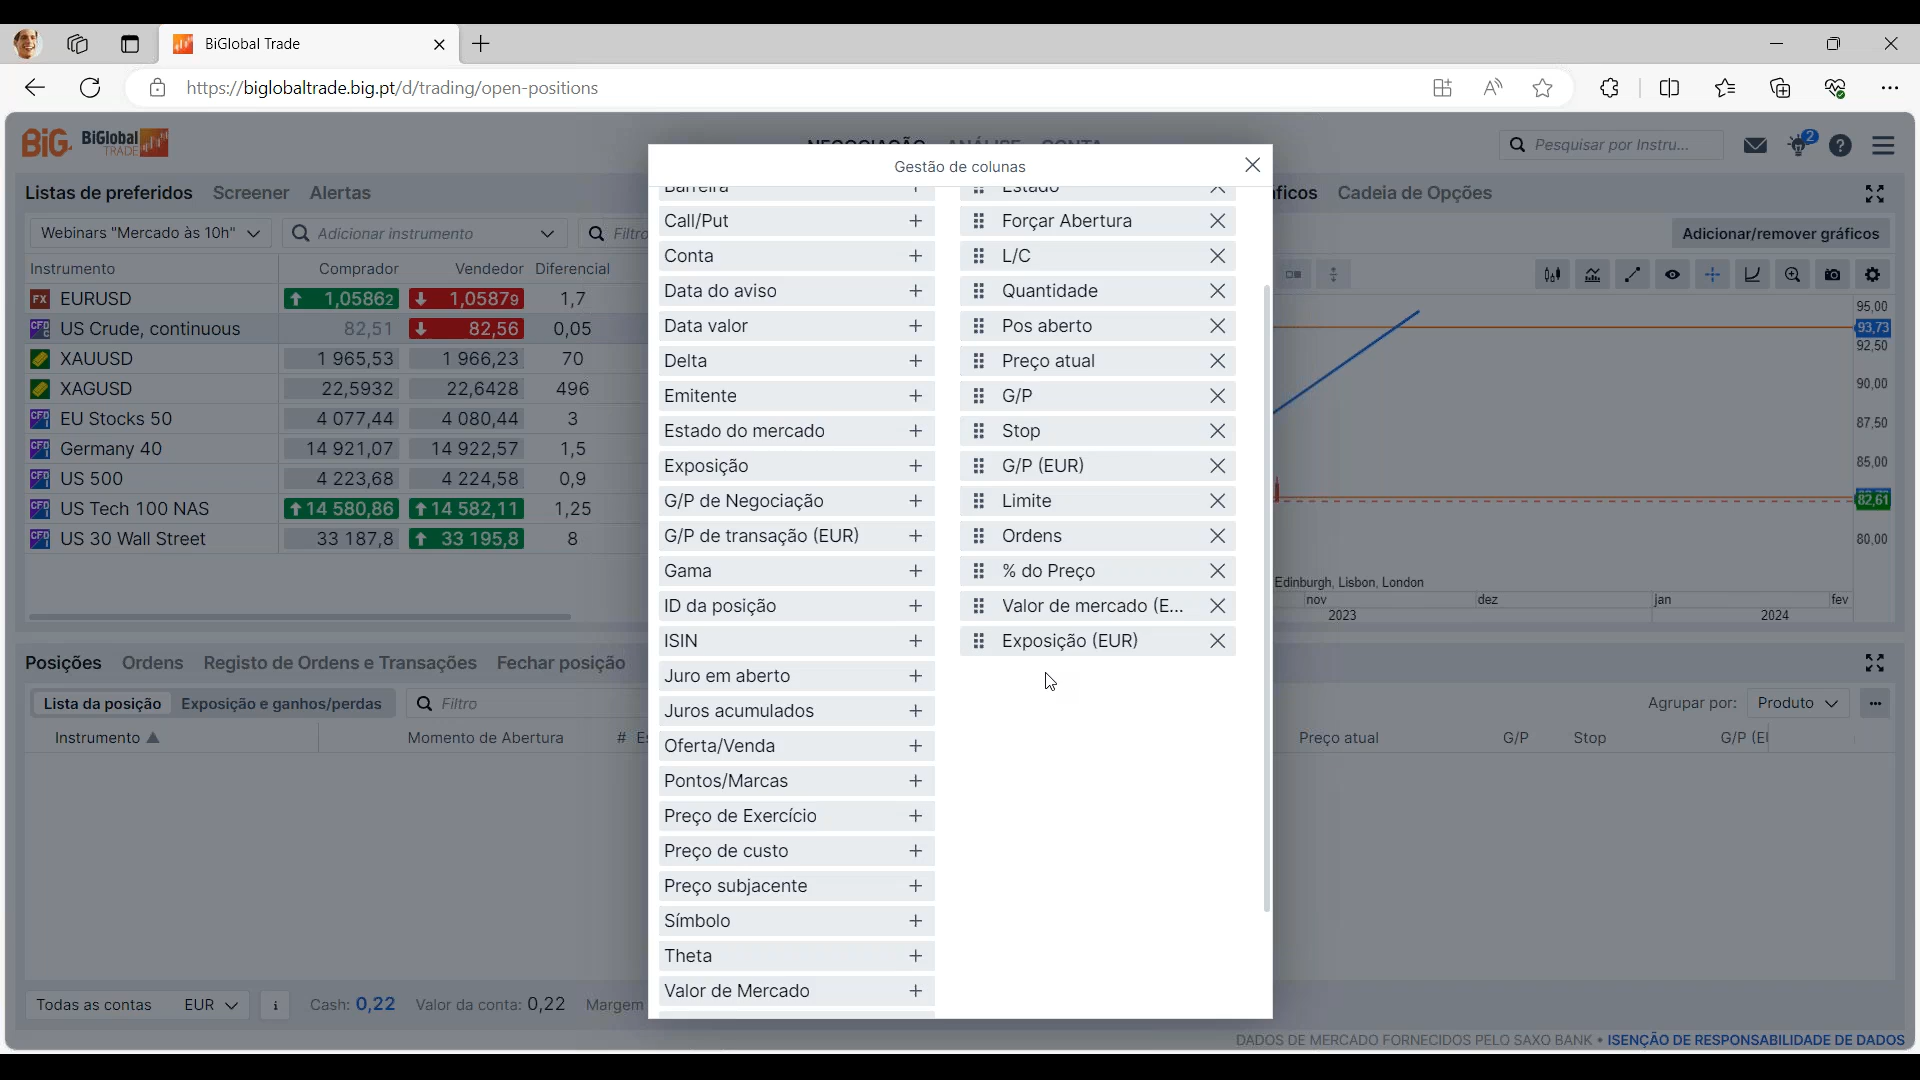 BiGlobal Trade
https://biglobaltrade.big.pt/d/trading/open-positions
BiG BiGlobal TRADE
Pesquisar por Instru...
2
?
Listas de preferidos Screener Alertas
Cadeia de Opções
Webinars "Mercado às 10h"
Adicionar instrumento
Adicionar/remover gráficos
Instrumento Comprador Vendedor Diferencial
FX EURUSD 1,05862 1,05879 1,7
US Crude, continuous 82,51 82,56 0,05
XAUUSD 1 965,53 1 966,23 70
XAGUSD 22,5932 22,6428 496
EU Stocks 50 4 077,44 4 080,44 3
Germany 40 14 921,07 14 922,57 1,5
US 500 4 223,68 4 224,58 0,9
US Tech 100 NAS 14 580,86 14 582,11 1,25
US 30 Wall Street 33 187,8 33 195,8 8
Gestão de colunas
Barreira
Call/Put
Conta
Data do aviso
Data valor
Delta
Emitente
Estado do mercado
Exposição
G/P de Negociação
G/P de transação (EUR)
Gama
ID da posição
ISIN
Juro em aberto
Juros acumulados
Oferta/Venda
Pontos/Marcas
Preço de Exercício
Preço de custo
Preço subjacente
Símbolo
Theta
Valor de Mercado
Estado
Forçar Abertura
L/C
Quantidade
Pos aberto
Preço atual
G/P
Stop
G/P (EUR)
Limite
Ordens
% do Preço
Valor de mercado (E...
Exposição (EUR)
95,00
93,73
92,50
90,00
87,50
85,00
82,61
80,00
Edinburgh, Lisbon, London
nov dez jan fev
2023 2024
Posições Ordens Registo de Ordens e Transações Fechar posição
Lista da posição Exposição e ganhos/perdas
Filtro
Agrupar por: Produto
Instrumento Momento de Abertura #
Preço atual G/P Stop G/P (EU
Todas as contas EUR i Cash: 0,22 Valor da conta: 0,22 Margem
DADOS DE MERCADO FORNECIDOS PELO SAXO BANK • ISENÇÃO DE RESPONSABILIDADE DE DADOS